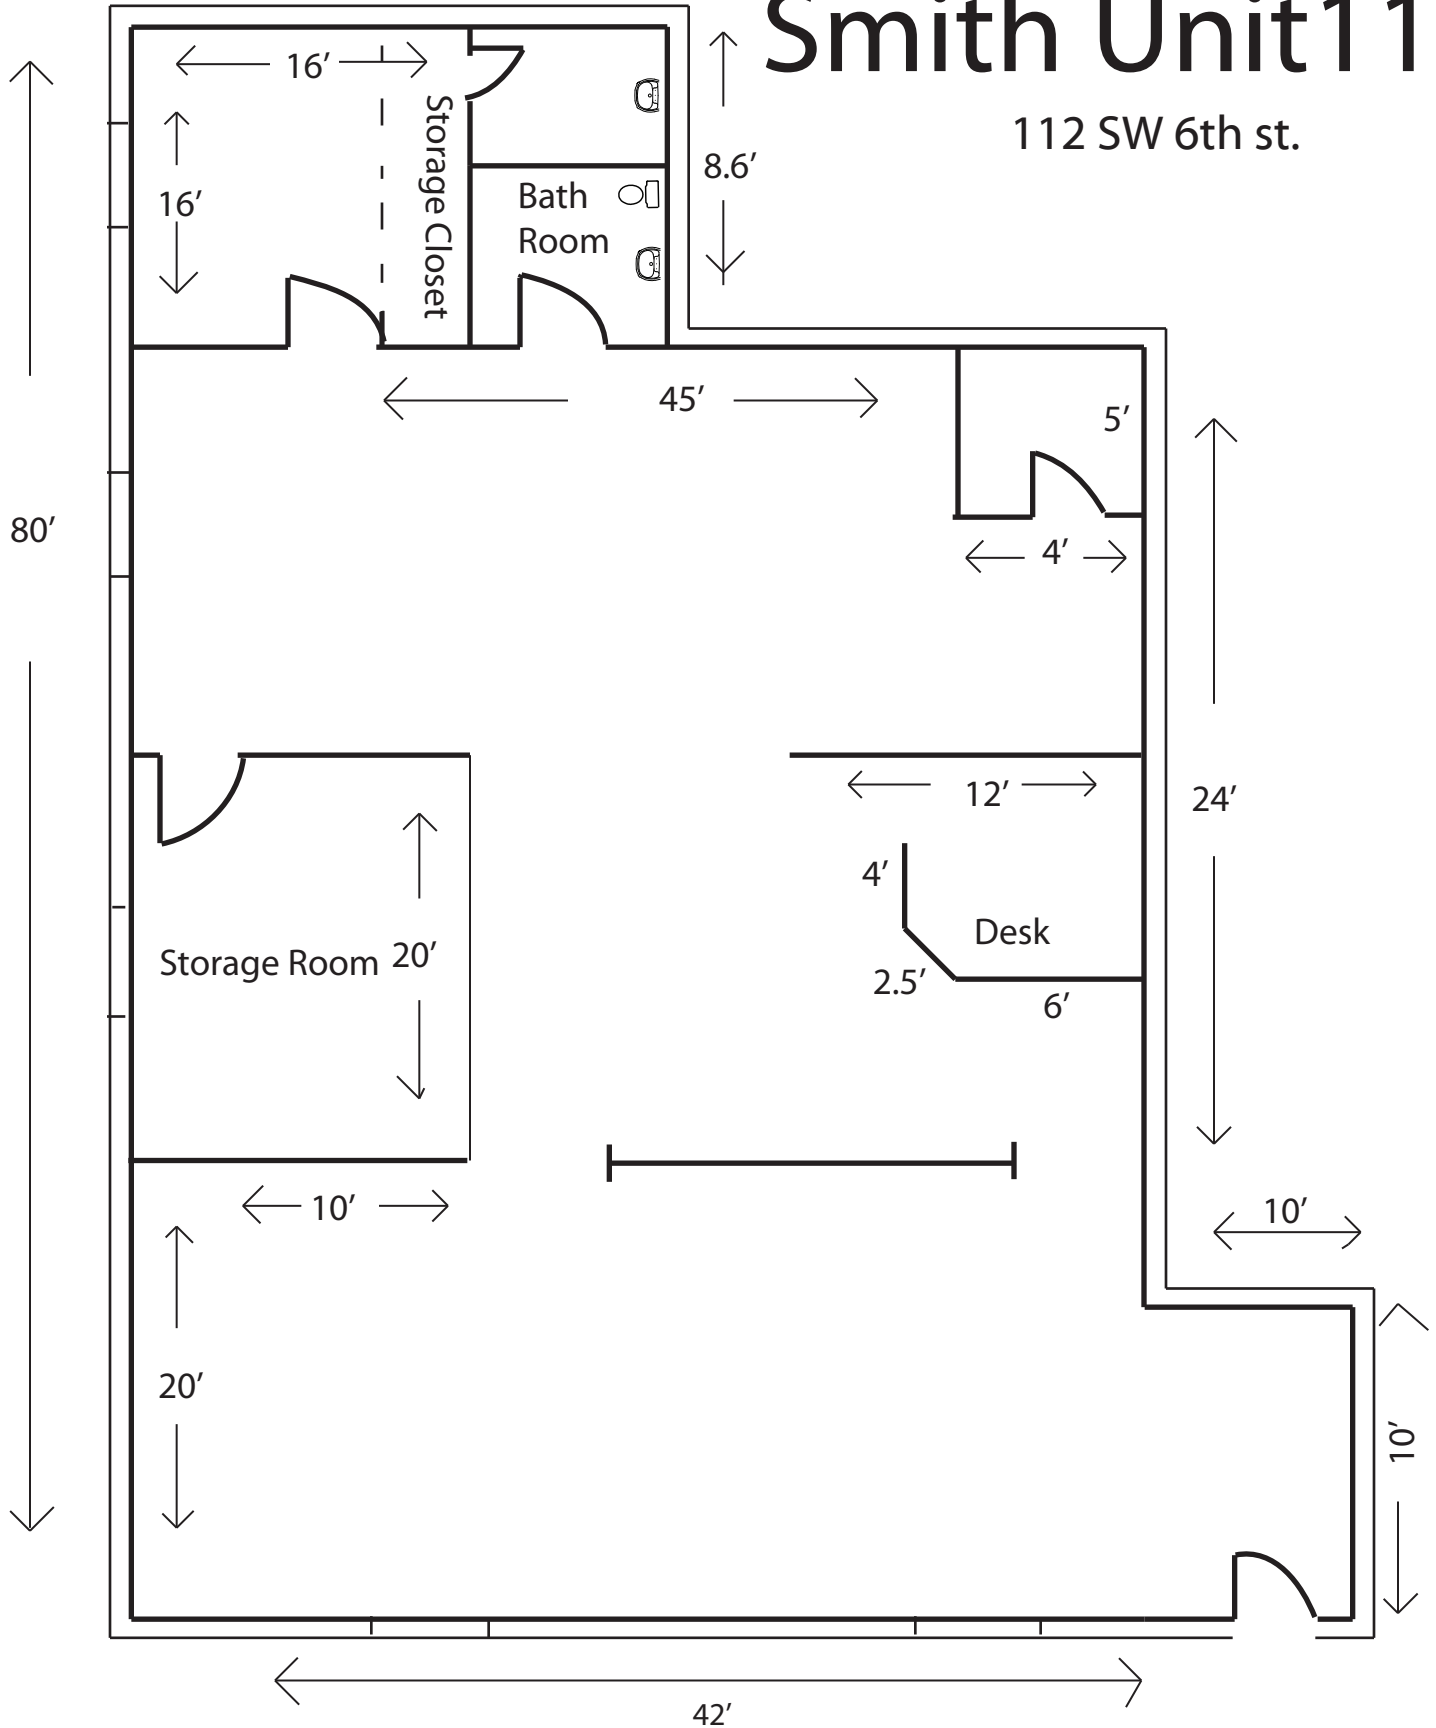 Smith Unit11
112 SW 6th st.
16’
16’
Storage Closet
Bath
Room
8.6’
45’
5’
4’
80’
12’
24’
4’
Desk
2.5’
6’
Storage Room
20’
10’
10’
20’
10’
42’